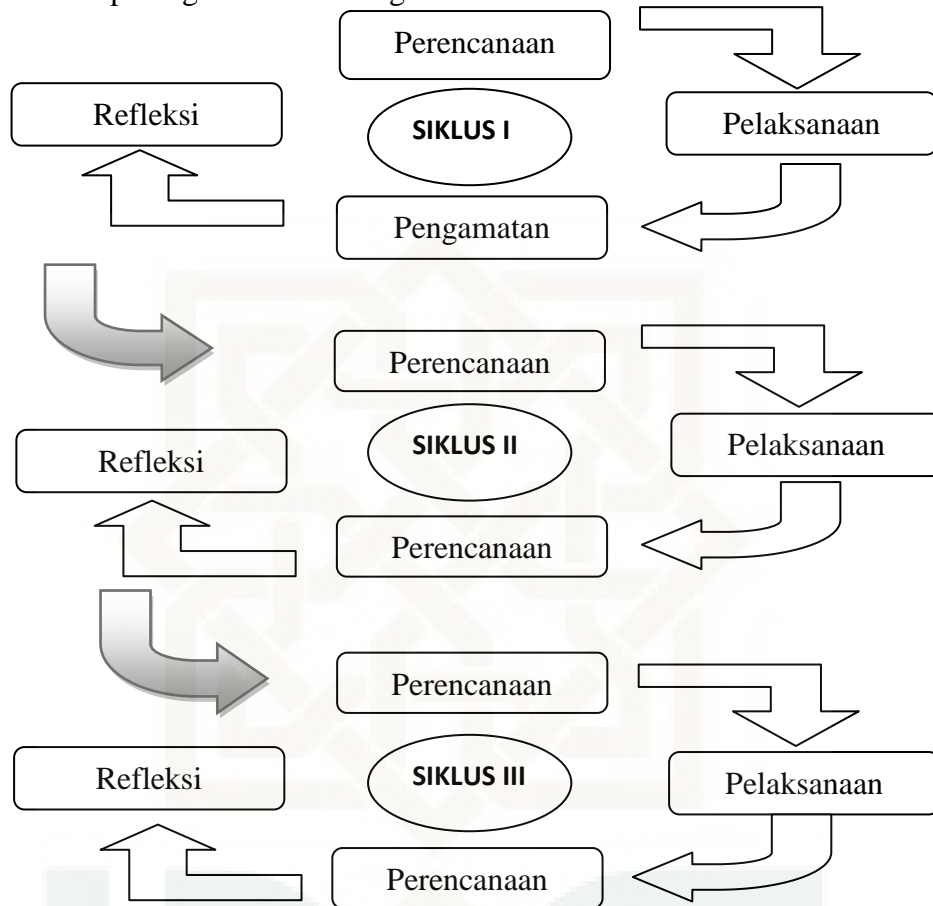 Perencanaan
Refleksi
SIKLUS I
Pelaksanaan
Pengamatan
Perencanaan
Refleksi
SIKLUS II
Pelaksanaan
Perencanaan
Perencanaan
Refleksi
SIKLUS III
Pelaksanaan
Perencanaan